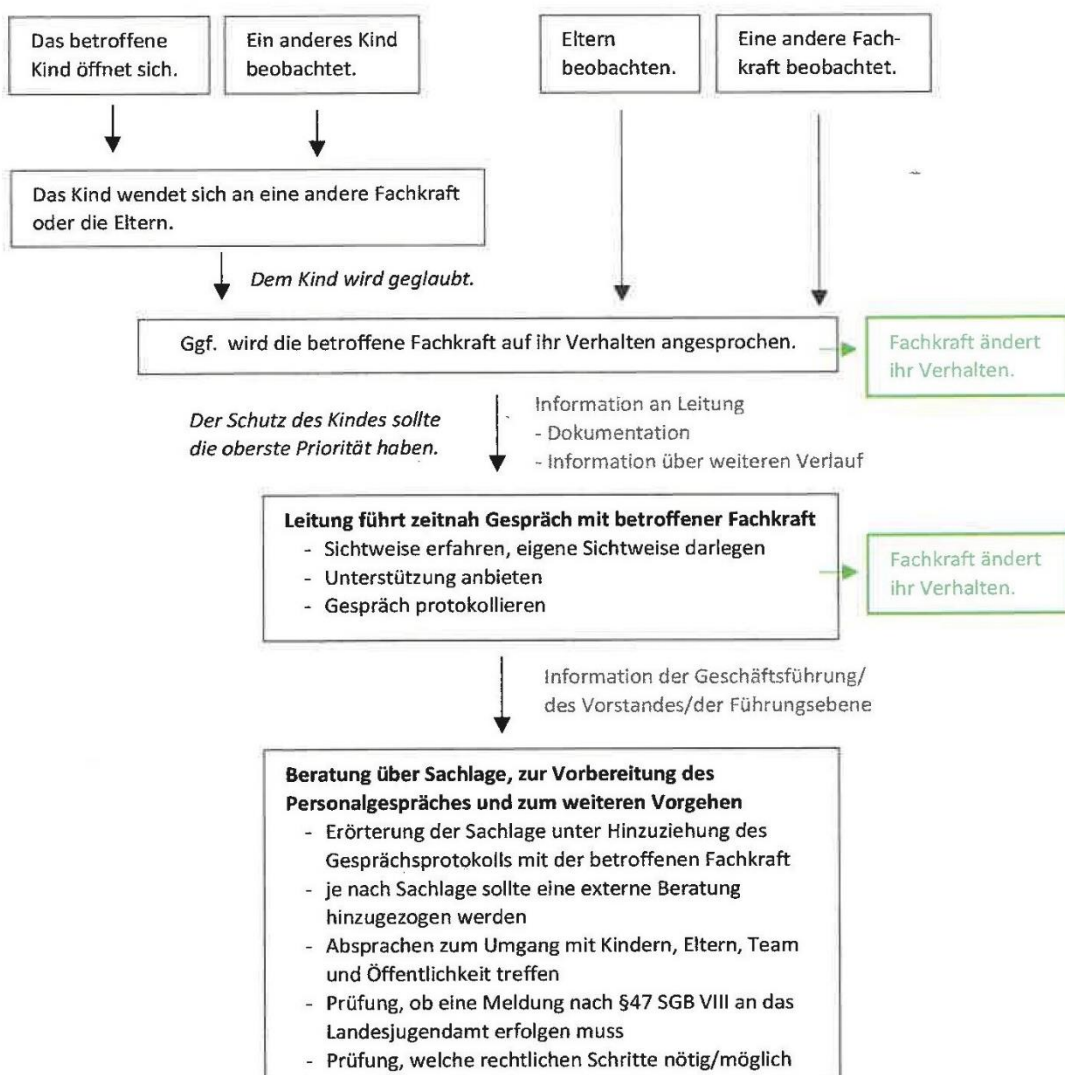 Das betroffene
Kind öffnet sich.
Ein anderes Kind
beobachtet.
Eltern
beobachten.
Eine andere Fach-
kraft beobachtet.
Das Kind wendet sich an eine andere Fachkraft
oder die Eltern.
Dem Kind wird geglaubt.
Ggf. wird die betroffene Fachkraft auf ihr Verhalten angesprochen.
Fachkraft ändert
ihr Verhalten.
Der Schutz des Kindes sollte
die oberste Priorität haben.
Information an Leitung
- Dokumentation
- Information über weiteren Verlauf
Leitung führt zeitnah Gespräch mit betroffener Fachkraft
- Sichtweise erfahren, eigene Sichtweise darlegen
- Unterstützung anbieten
- Gespräch protokollieren
Fachkraft ändert
ihr Verhalten.
Information der Geschäftsführung/
des Vorstandes/der Führungsebene
Beratung über Sachlage, zur Vorbereitung des
Personalgespräches und zum weiteren Vorgehen
- Erörterung der Sachlage unter Hinzuziehung des
Gesprächsprotokolls mit der betroffenen Fachkraft
- je nach Sachlage sollte eine externe Beratung
hinzugezogen werden
- Absprachen zum Umgang mit Kindern, Eltern, Team
und Öffentlichkeit treffen
- Prüfung, ob eine Meldung nach §47 SGB VIII an das
Landesjugendamt erfolgen muss
- Prüfung, welche rechtlichen Schritte nötig/möglich